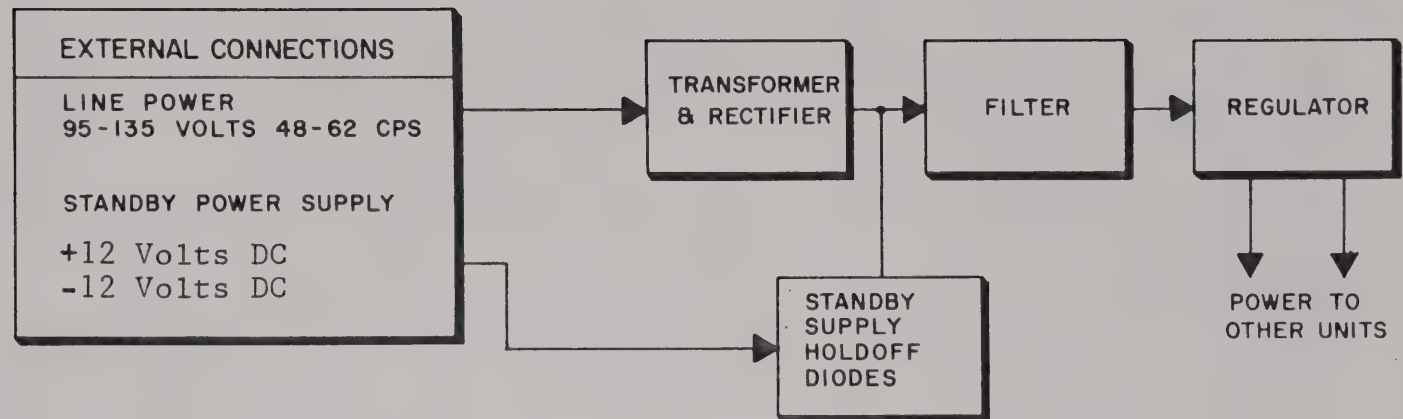 EXTERNAL CONNECTIONS
LINE POWER
95-135 VOLTS 48-62 CPS
STANDBY POWER SUPPLY
+12 Volts DC
-12 Volts DC
TRANSFORMER
& RECTIFIER
FILTER
REGULATOR
STANDBY
SUPPLY
HOLDOFF
DIODES
POWER TO
OTHER UNITS